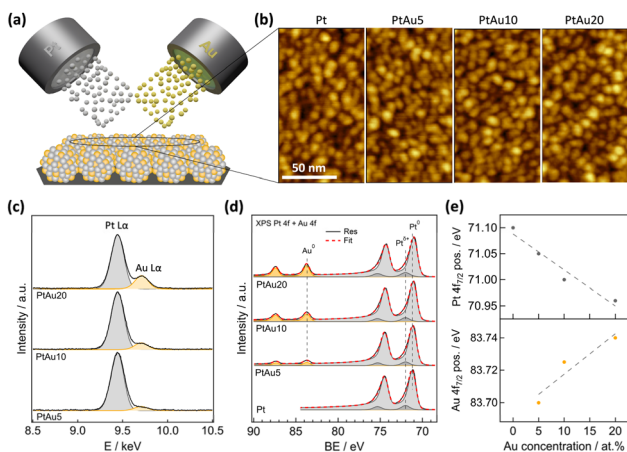 (a)
Pt
Au
(b)
Pt PtAu5 PtAu10 PtAu20
50 nm
(c)
Pt Lα
Au Lα
PtAu20
PtAu10
PtAu5
Intensity / a.u.
8.5 9.0 9.5 10.0 10.5
E / keV
(d)
XPS Pt 4f + Au 4f
Res
Fit
Pt⁰
Ptᵟ⁺
Au⁰
PtAu20
PtAu10
PtAu5
Pt
Intensity / a.u.
90 85 80 75 70
BE / eV
(e)
71.10
71.05
71.00
70.95
Pt 4f₇/₂ pos. / eV
83.74
83.72
83.70
Au 4f₇/₂ pos. / eV
0 5 10 15 20
Au concentration / at.%